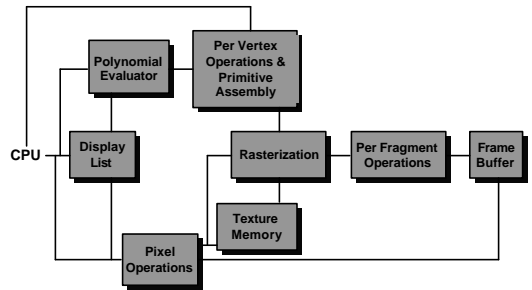 Per Vertex
Operations &
Primitive
Assembly
Polynomial
Evaluator
CPU
Display
List
Rasterization
Per Fragment
Operations
Frame
Buffer
Texture
Memory
Pixel
Operations